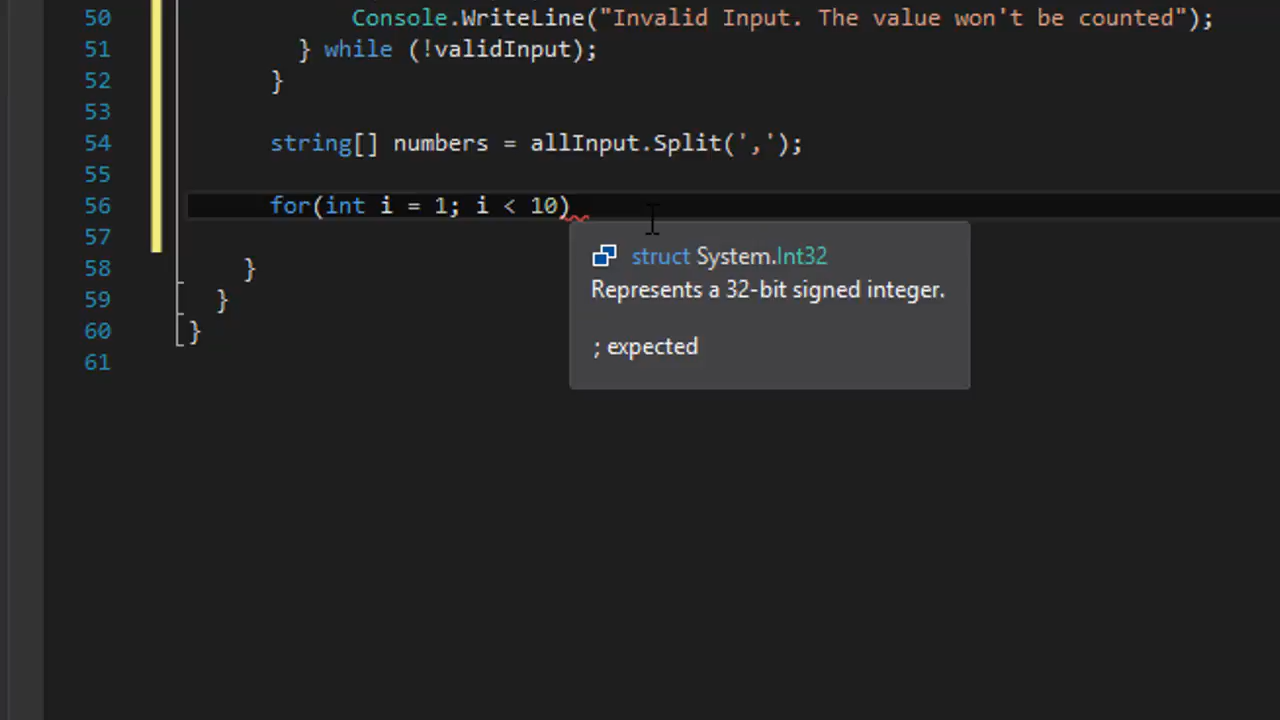 50 Console.WriteLine("Invalid Input. The value won't be counted");
51 } while (!validInput);
52 }
53
54 string[] numbers = allInput.Split(',');
55
56 for(int i = 1; i < 10)
57
struct System.Int32
58 }
Represents a 32-bit signed integer.
59 }
60 }
; expected
61